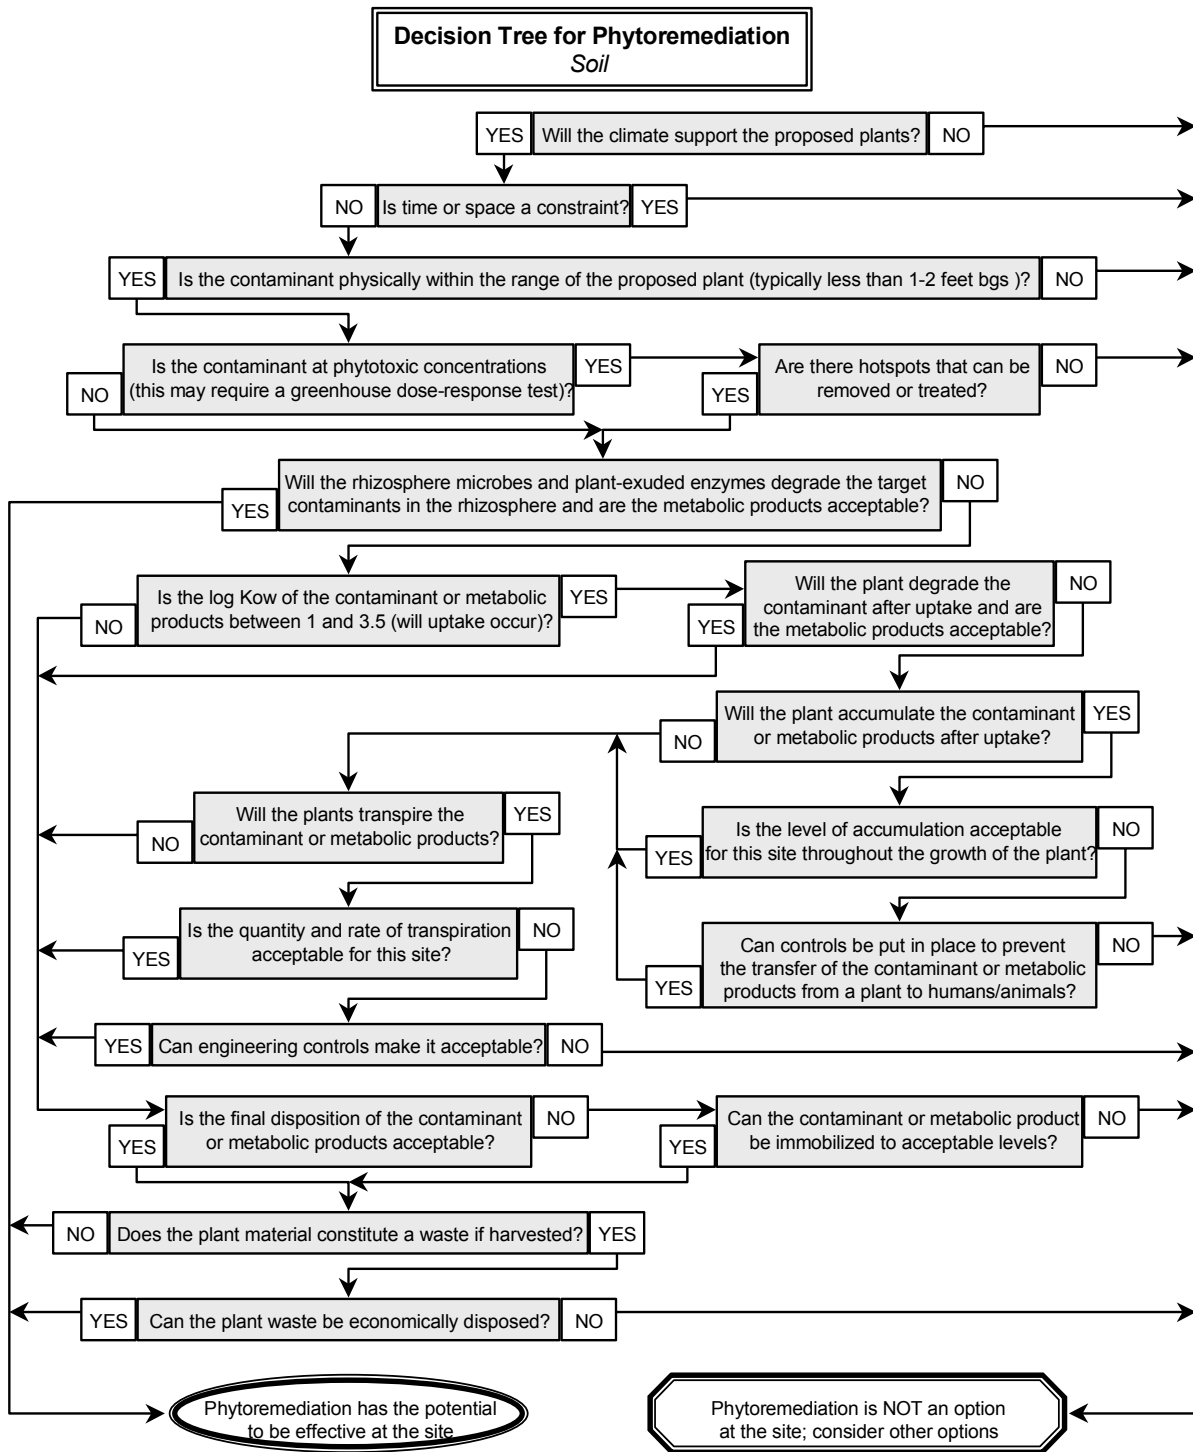 Decision Tree for Phytoremediation
Soil
YES
Will the climate support the proposed plants?
NO
NO
Is time or space a constraint?
YES
YES
Is the contaminant physically within the range of the proposed plant (typically less than 1-2 feet bgs )?
NO
Is the contaminant at phytotoxic concentrations
(this may require a greenhouse dose-response test)?
YES
NO
Are there hotspots that can be
removed or treated?
NO
YES
Will the rhizosphere microbes and plant-exuded enzymes degrade the target
contaminants in the rhizosphere and are the metabolic products acceptable?
NO
YES
Is the log Kow of the contaminant or metabolic
products between 1 and 3.5 (will uptake occur)?
YES
NO
Will the plant degrade the
contaminant after uptake and are
the metabolic products acceptable?
NO
YES
Will the plant accumulate the contaminant
or metabolic products after uptake?
YES
NO
Will the plants transpire the
contaminant or metabolic products?
YES
NO
Is the level of accumulation acceptable
for this site throughout the growth of the plant?
NO
YES
Is the quantity and rate of transpiration
acceptable for this site?
NO
YES
Can controls be put in place to prevent
the transfer of the contaminant or metabolic
products from a plant to humans/animals?
NO
YES
YES
Can engineering controls make it acceptable?
NO
Is the final disposition of the contaminant
or metabolic products acceptable?
NO
YES
Can the contaminant or metabolic product
be immobilized to acceptable levels?
NO
YES
NO
Does the plant material constitute a waste if harvested?
YES
YES
Can the plant waste be economically disposed?
NO
Phytoremediation has the potential
to be effective at the site
Phytoremediation is NOT an option
at the site; consider other options